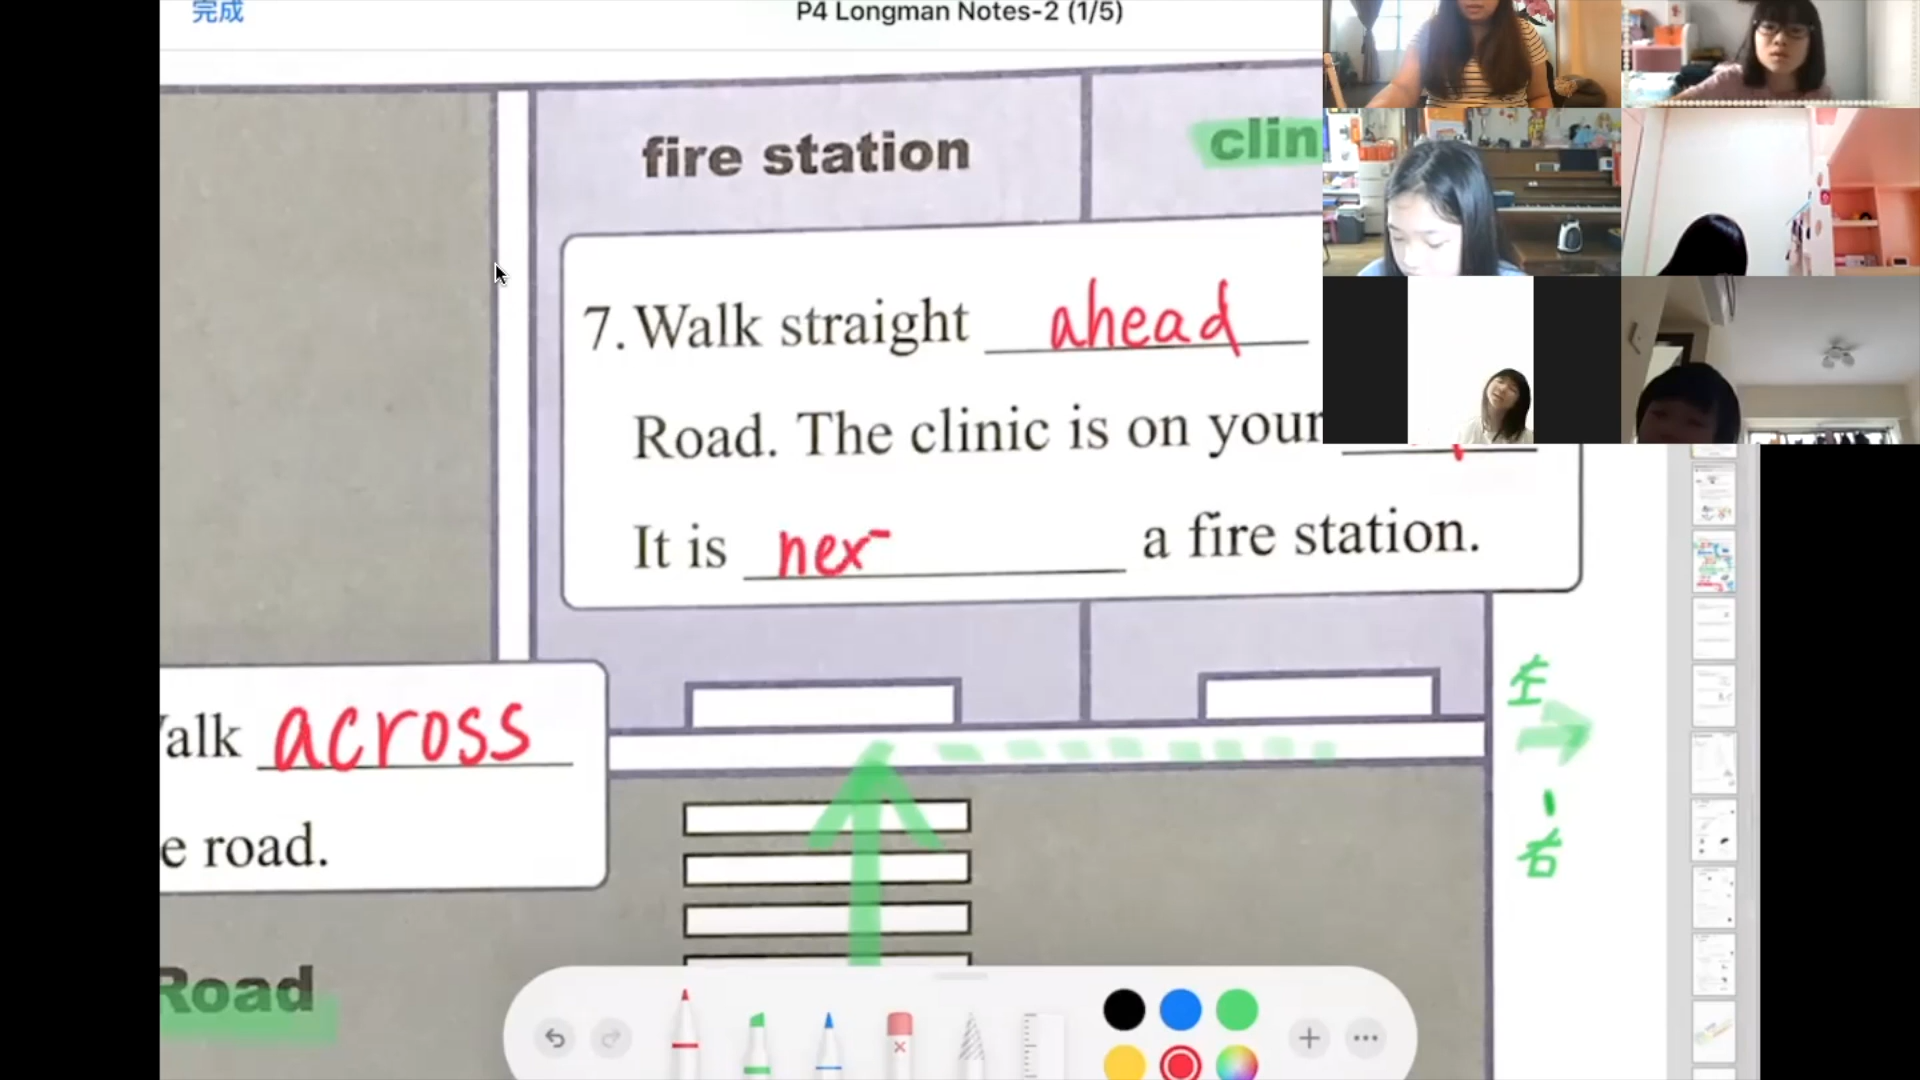 完成
P4 Longman Notes-2 (1/5)
fire station
clin
7. Walk straight ahead
Road. The clinic is on your
It is nex a fire station.
alk across
e road.
Road
左
右